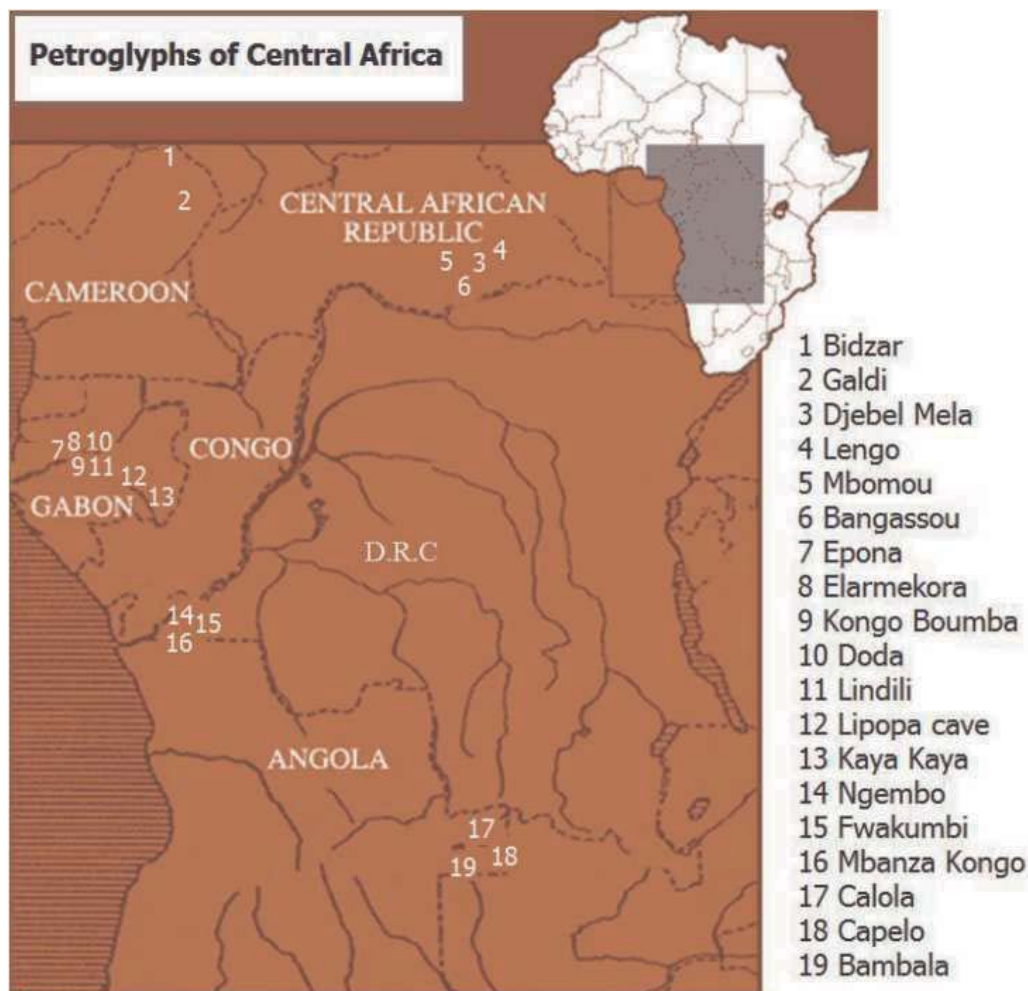 Petroglyphs of Central Africa
1
2
CENTRAL AFRICAN
REPUBLIC
5 3 4
6
CAMEROON
7 8 10
9 11
12
13
CONGO
GABON
D.R.C
14 15
16
ANGOLA
17
18
19
1 Bidzar
2 Galdi
3 Djebel Mela
4 Lengo
5 Mbomou
6 Bangassou
7 Epona
8 Elarmekora
9 Kongo Boumba
10 Doda
11 Lindili
12 Lipopa cave
13 Kaya Kaya
14 Ngembo
15 Fwakumbi
16 Mbanza Kongo
17 Calola
18 Capelo
19 Bambala